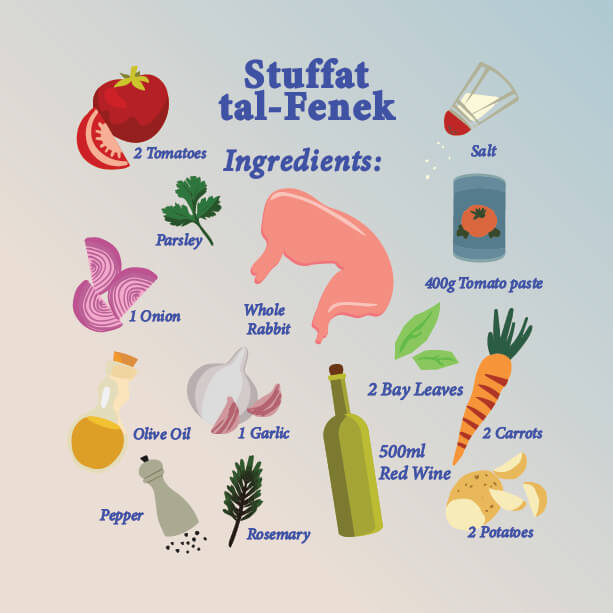 Stuffat
tal-Fenek
Ingredients:
2 Tomatoes
Salt
Parsley
400g Tomato paste
1 Onion
Whole
Rabbit
2 Bay Leaves
Olive Oil
1 Garlic
500ml
Red Wine
2 Carrots
Pepper
Rosemary
2 Potatoes